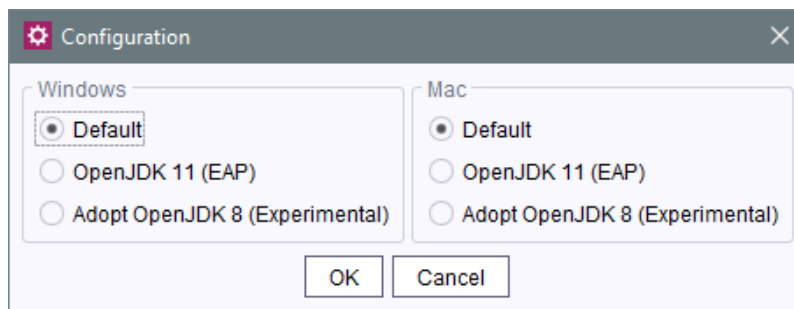 Configuration
Windows
Default
OpenJDK 11 (EAP)
Adopt OpenJDK 8 (Experimental)
Mac
Default
OpenJDK 11 (EAP)
Adopt OpenJDK 8 (Experimental)
OK
Cancel